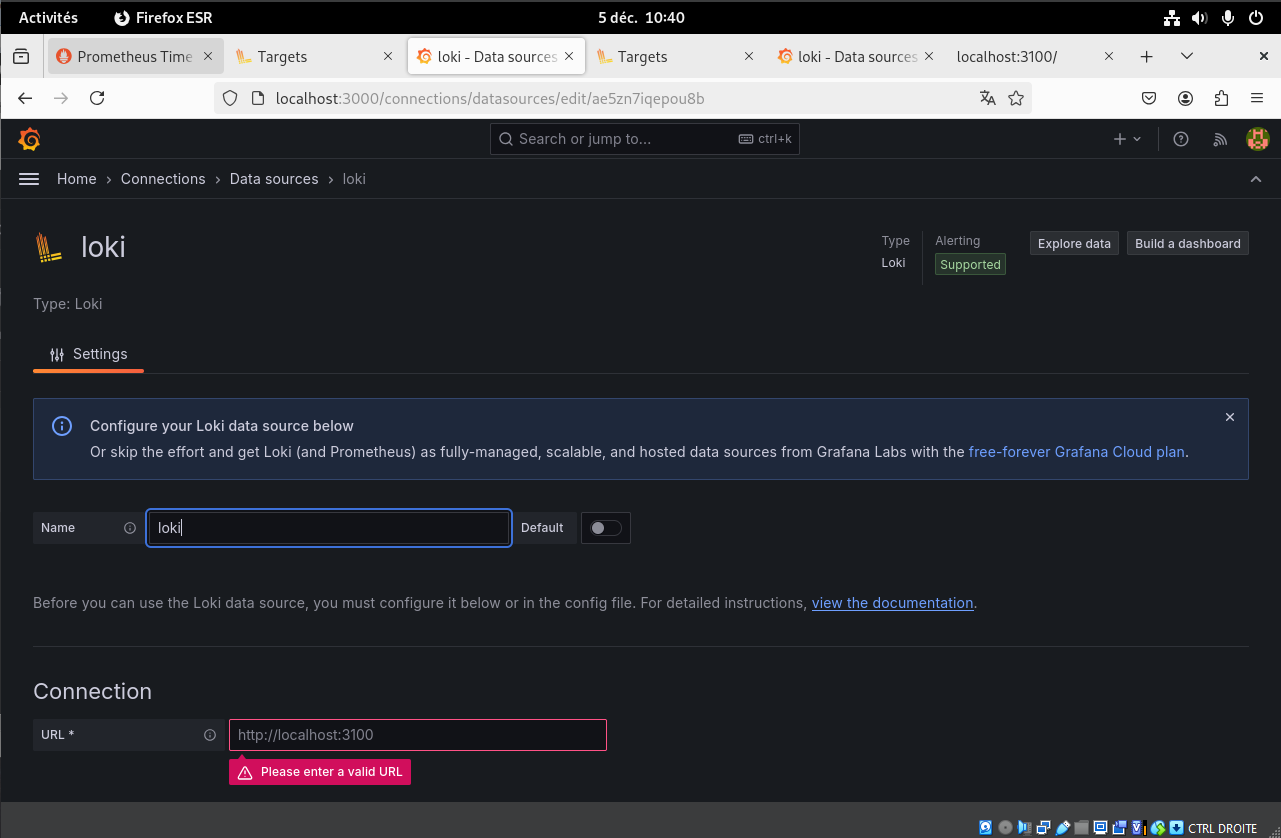 Activités Firefox ESR 5 déc. 10:40
Prometheus Time Targets loki - Data sources Targets loki - Data sources localhost:3100/
localhost:3000/connections/datasources/edit/ae5zn7iqepou8b
Search or jump to... ctrl+k
Home › Connections › Data sources › loki
loki
Type Alerting Explore data Build a dashboard
Loki Supported
Type: Loki
Settings
Configure your Loki data source below
Or skip the effort and get Loki (and Prometheus) as fully-managed, scalable, and hosted data sources from Grafana Labs with the free-forever Grafana Cloud plan.
Name loki Default
Before you can use the Loki data source, you must configure it below or in the config file. For detailed instructions, view the documentation.
Connection
URL * http://localhost:3100
Please enter a valid URL
CTRL DROITE